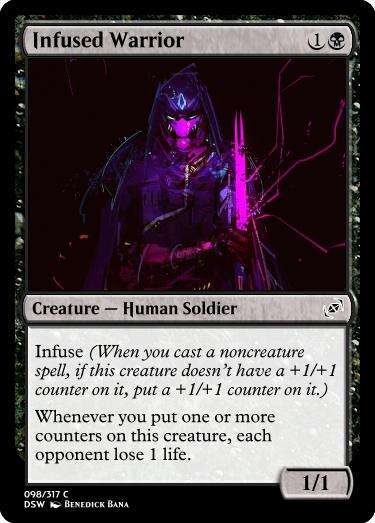 Infused Warrior 1
Creature — Human Soldier
Infuse (When you cast a noncreature
spell, if this creature doesn't have a +1/+1
counter on it, put a +1/+1 counter on it.)
Whenever you put one or more
counters on this creature, each
opponent lose 1 life.
1/1
098/317 C
DSW Benedick Bana